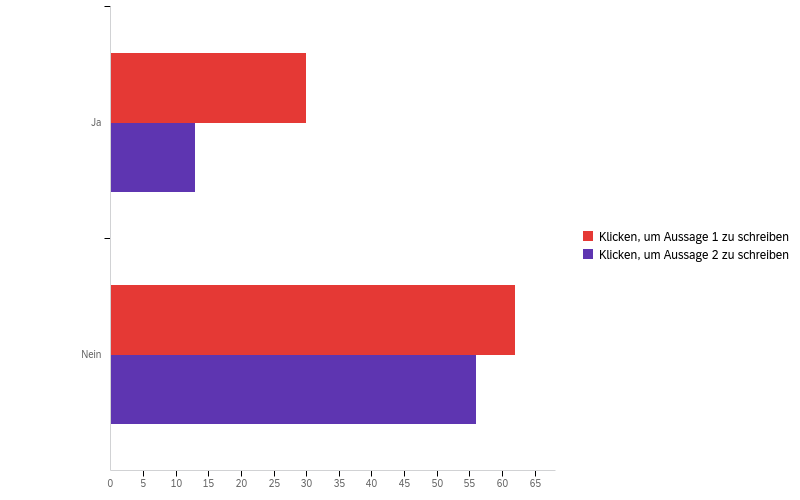 Ja
Nein
0 5 10 15 20 25 30 35 40 45 50 55 60 65
Klicken, um Aussage 1 zu schreiben
Klicken, um Aussage 2 zu schreiben